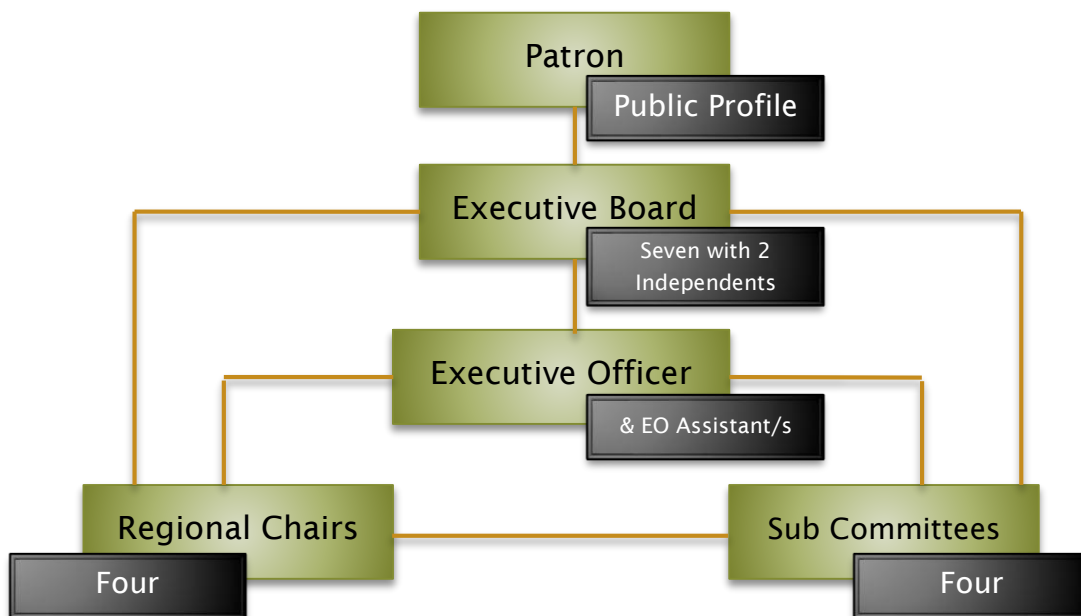 Patron
Public Profile
Executive Board
Seven with 2
Independents
Executive Officer
& EO Assistant/s
Regional Chairs
Four
Sub Committees
Four